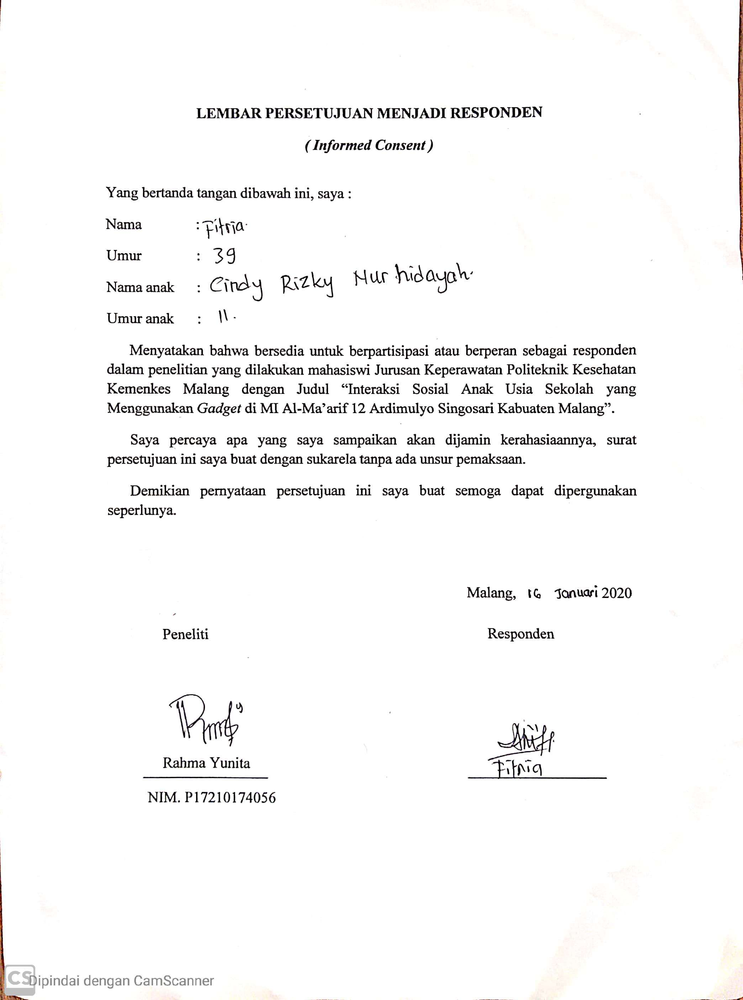 LEMBAR PERSETUJUAN MENJADI RESPONDEN
( Informed Consent )
Yang bertanda tangan dibawah ini, saya :
Nama : Fitria.
Umur : 39
Nama anak : Cindy Rizky Nur hidayah.
Umur anak : 11.
Menyatakan bahwa bersedia untuk berpartisipasi atau berperan sebagai responden
dalam penelitian yang dilakukan mahasiswi Jurusan Keperawatan Politeknik Kesehatan
Kemenkes Malang dengan Judul “Interaksi Sosial Anak Usia Sekolah yang
Menggunakan Gadget di MI Al-Ma’arif 12 Ardimulyo Singosari Kabuaten Malang”.
Saya percaya apa yang saya sampaikan akan dijamin kerahasiaannya, surat
persetujuan ini saya buat dengan sukarela tanpa ada unsur pemaksaan.
Demikian pernyataan persetujuan ini saya buat semoga dapat dipergunakan
seperlunya.
Malang, 16 Januari 2020
Peneliti Responden
Rahma Yunita Fitria
NIM. P17210174056
CS Dipindai dengan CamScanner